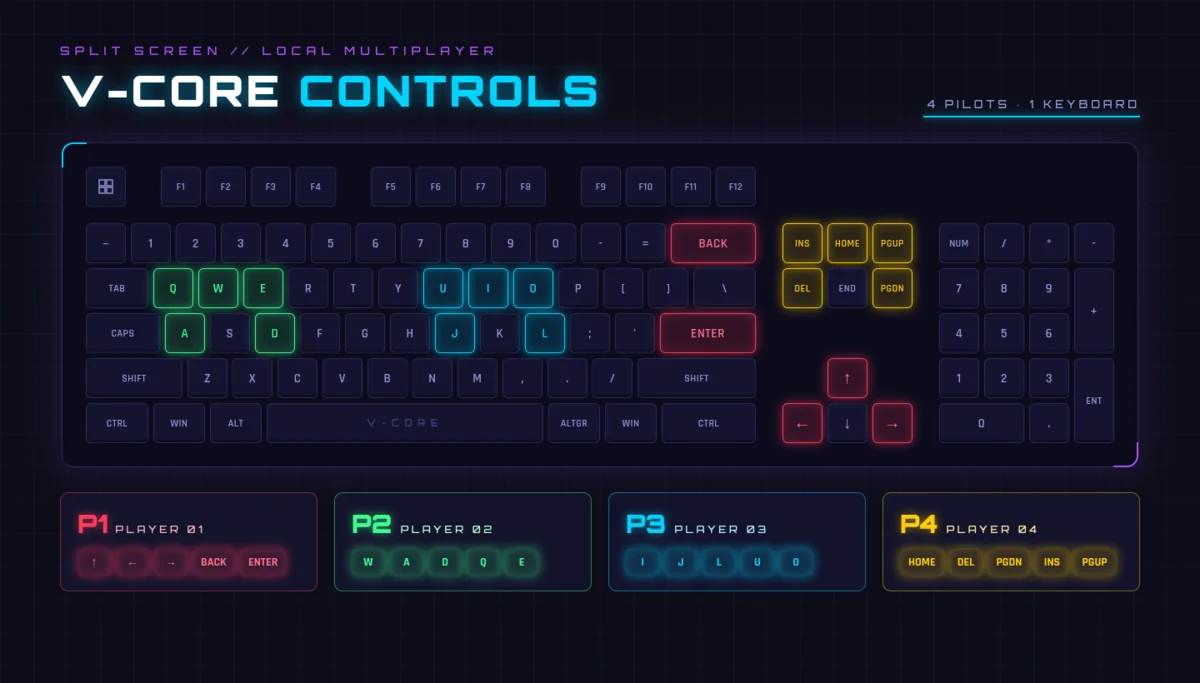 SPLIT SCREEN // LOCAL MULTIPLAYER
V-CORE CONTROLS
4 PILOTS · 1 KEYBOARD
F1 F2 F3 F4 F5 F6 F7 F8 F9 F10 F11 F12
~ 1 2 3 4 5 6 7 8 9 0 - = BACK INS HOME PGUP NUM / * -
TAB Q W E R T Y U I O P [ ] \ DEL END PGDN 7 8 9 +
CAPS A S D F G H J K L ; ' ENTER 4 5 6
SHIFT Z X C V B N M , . / SHIFT ↑ 1 2 3 ENT
CTRL WIN ALT V-CORE ALTGR WIN CTRL ← ↓ → 0 .
P1 PLAYER 01
↑ ← → BACK ENTER
P2 PLAYER 02
W A D Q E
P3 PLAYER 03
I J L U O
P4 PLAYER 04
HOME DEL PGDN INS PGUP